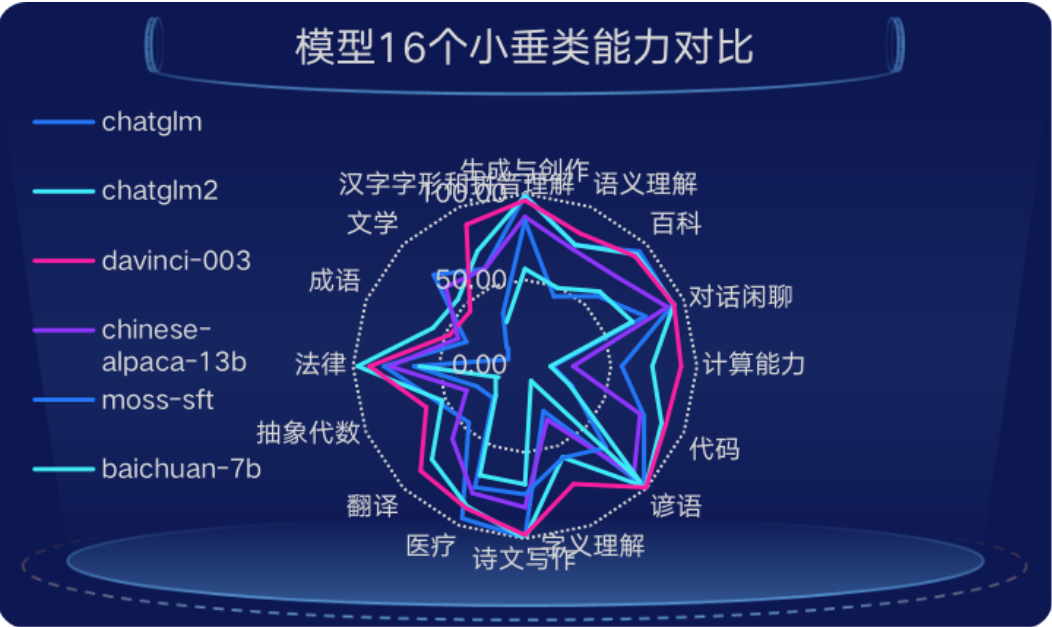 模型16个小垂类能力对比
chatglm
chatglm2
davinci-003
chinese-
alpaca-13b
moss-sft
baichuan-7b
生成与创作
汉字字形和拼音理解
语义理解
100.00
文学
百科
成语
50.00
对话闲聊
法律
0.00
计算能力
抽象代数
代码
翻译
谚语
医疗
诗文写作
字义理解